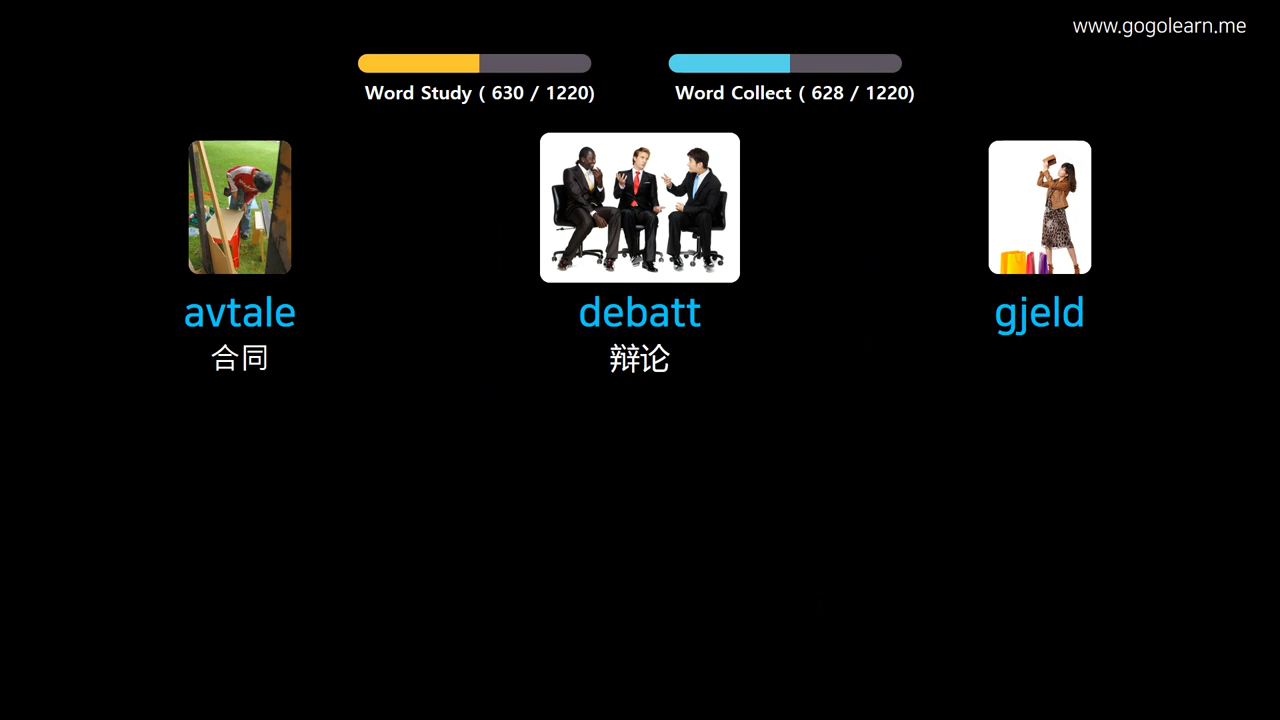 www.gogolearn.me
Word Study ( 630 / 1220)
Word Collect ( 628 / 1220)
avtale
debatt
gjeld
合同
辩论